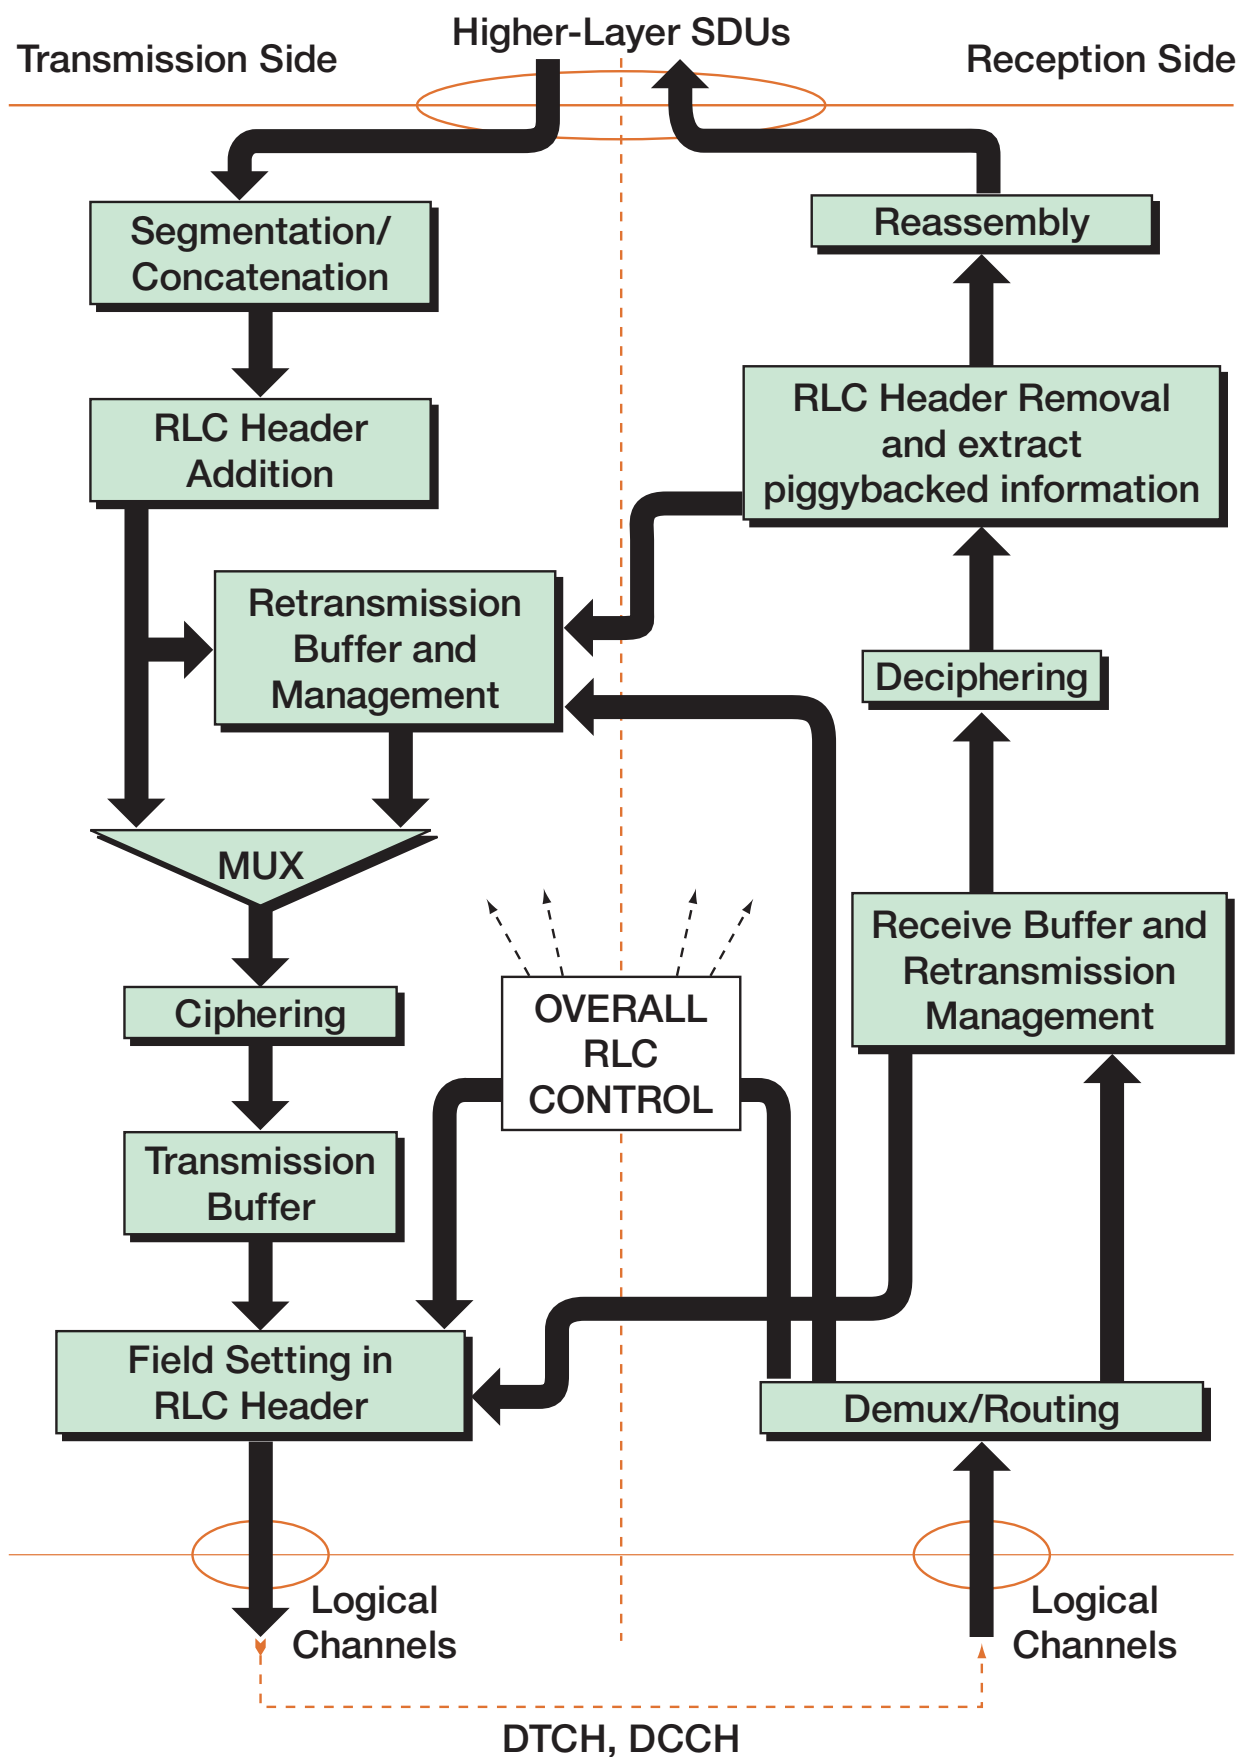 Higher-Layer SDUs
Transmission Side
Reception Side
Segmentation/
Concatenation
Reassembly
RLC Header
Addition
RLC Header Removal
and extract
piggybacked information
Retransmission
Buffer and
Management
Deciphering
MUX
Receive Buffer and
Retransmission
Management
Ciphering
OVERALL
RLC
CONTROL
Transmission
Buffer
Field Setting in
RLC Header
Demux/Routing
Logical
Channels
Logical
Channels
DTCH, DCCH